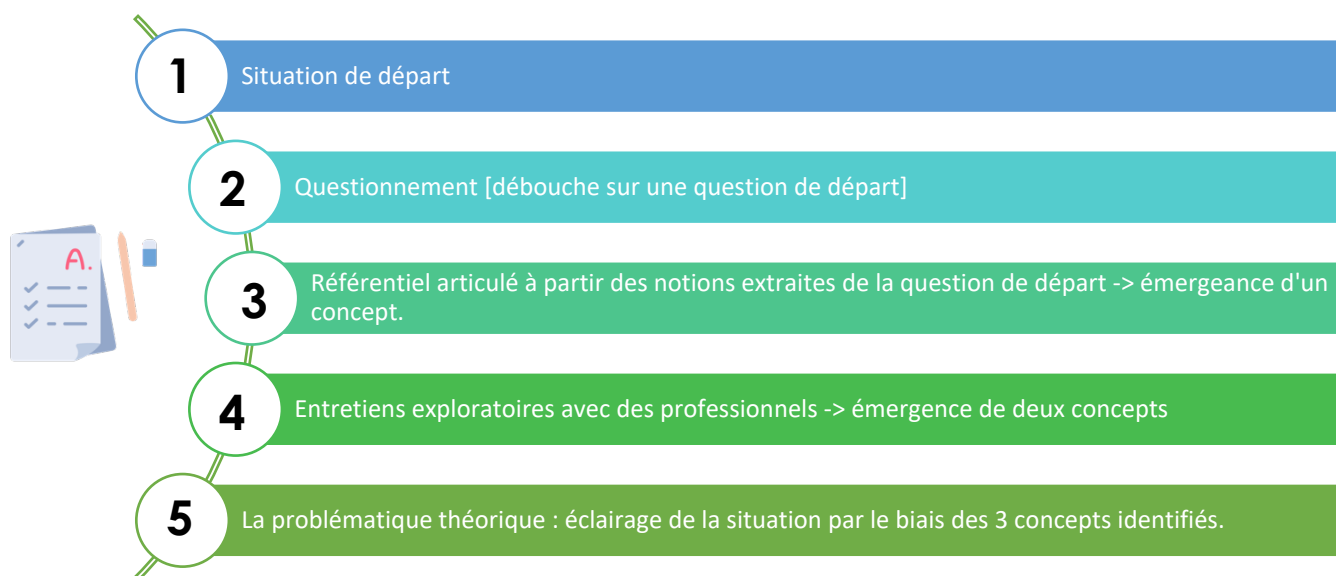 1
Situation de départ
2
Questionnement [débouche sur une question de départ]
3
Référentiel articulé à partir des notions extraites de la question de départ -> émergeance d'un
concept.
A.
4
Entretiens exploratoires avec des professionnels -> émergence de deux concepts
5
La problématique théorique : éclairage de la situation par le biais des 3 concepts identifiés.